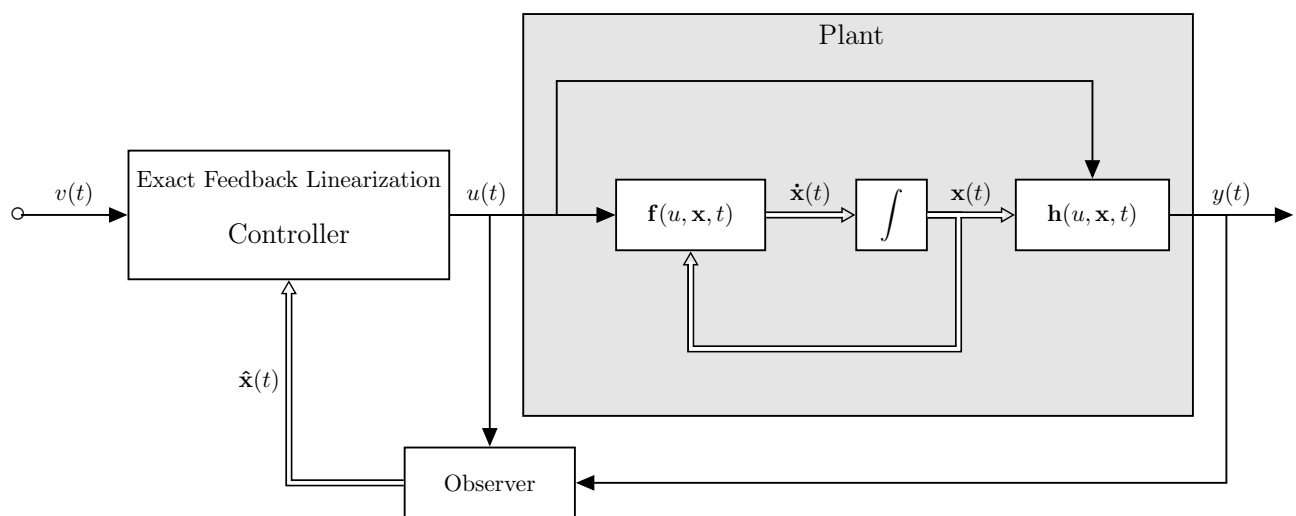 Plant
Exact Feedback Linearization
Controller
v(t)
u(t)
f(u, x, t)
ẋ(t)
∫
x(t)
h(u, x, t)
y(t)
x̂(t)
Observer